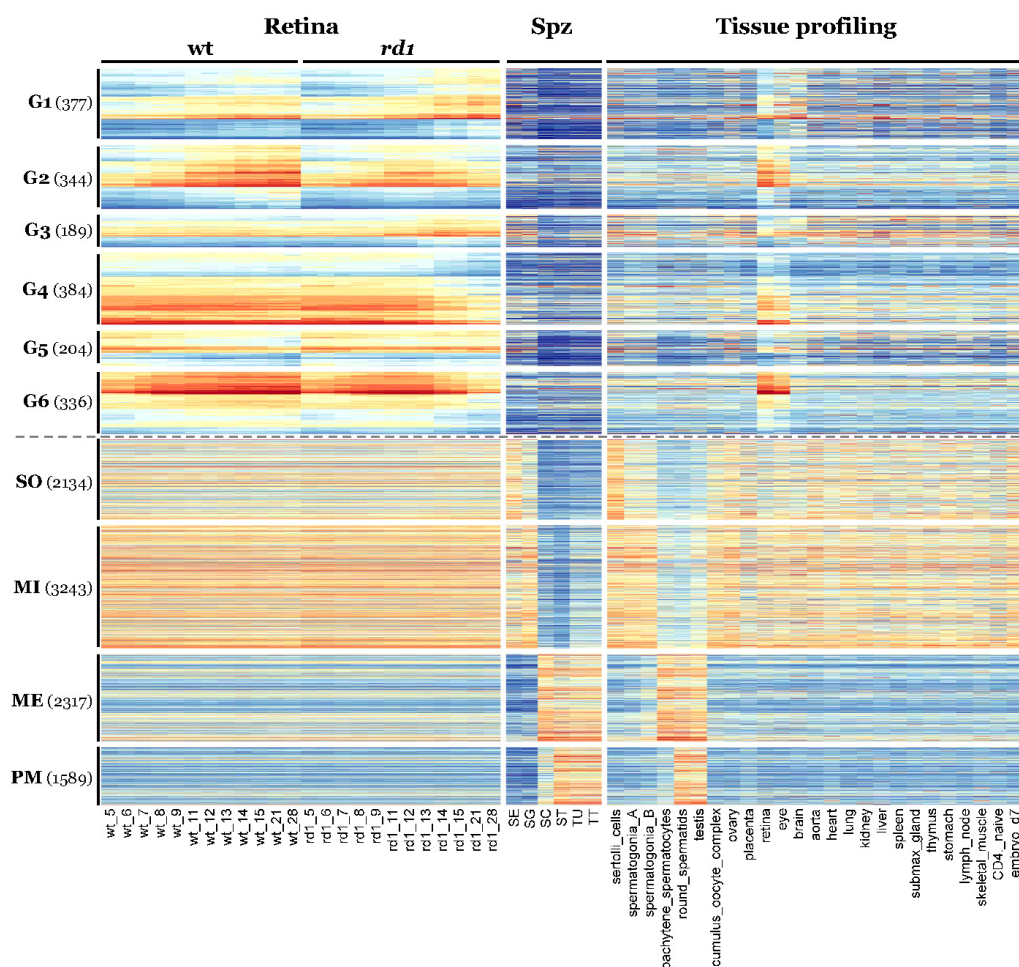 Retina Spz Tissue profiling
wt rd1
G1 (377)
G2 (344)
G3 (189)
G4 (384)
G5 (204)
G6 (336)
SO (2134)
MI (3243)
ME (2317)
PM (1589)
wt_5
wt_6
wt_7
wt_8
wt_9
wt_11
wt_12
wt_13
wt_14
wt_15
wt_21
wt_28
rd1_5
rd1_6
rd1_7
rd1_8
rd1_9
rd1_11
rd1_12
rd1_13
rd1_14
rd1_15
rd1_21
rd1_28
SE
SG
SC
ST
TU
TT
sertolli_cells
spermatogonia_A
spermatogonia_B
pachytene_spermatocytes
round_spermatids
testis
cumulus_oocyte_complex
ovary
placenta
retina
eye
brain
aorta
heart
lung
kidney
liver
spleen
submax_gland
thymus
stomach
lymph_node
skeletal_muscle
CD4._naive
embryo_d7